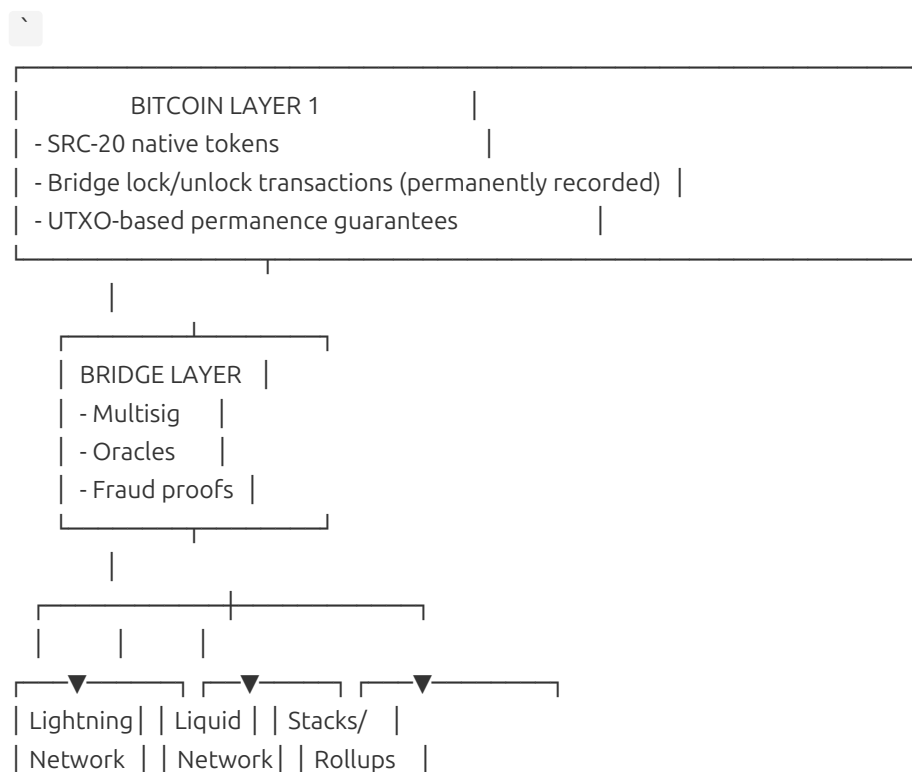 `
BITCOIN LAYER 1
- SRC-20 native tokens
- Bridge lock/unlock transactions (permanently recorded)
- UTXO-based permanence guarantees
BRIDGE LAYER
- Multisig
- Oracles
- Fraud proofs
Lightning Liquid Stacks/
Network Network Rollups